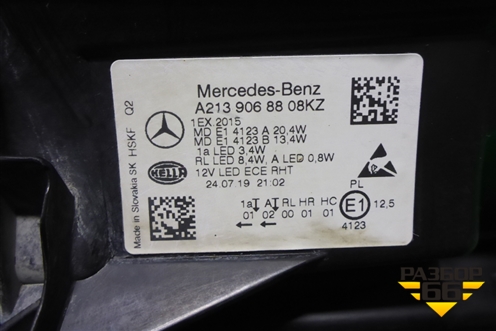 Mercedes-Benz
A213 906 88 08KZ
1EX 2015
MD E1 4123 A 20,4W
MD E1 4123 B 13,4W
1a LED 3,4W
RL LED 8,4W, A LED 0,8W
12V LED ECE RHT
24.07.19 21:02
HELLA
Made in Slovakia SK HSKF Q2
PL
1a A RL HR HC
01 02 00 01 01
E1 12,5
4123
РАЗБОР
66